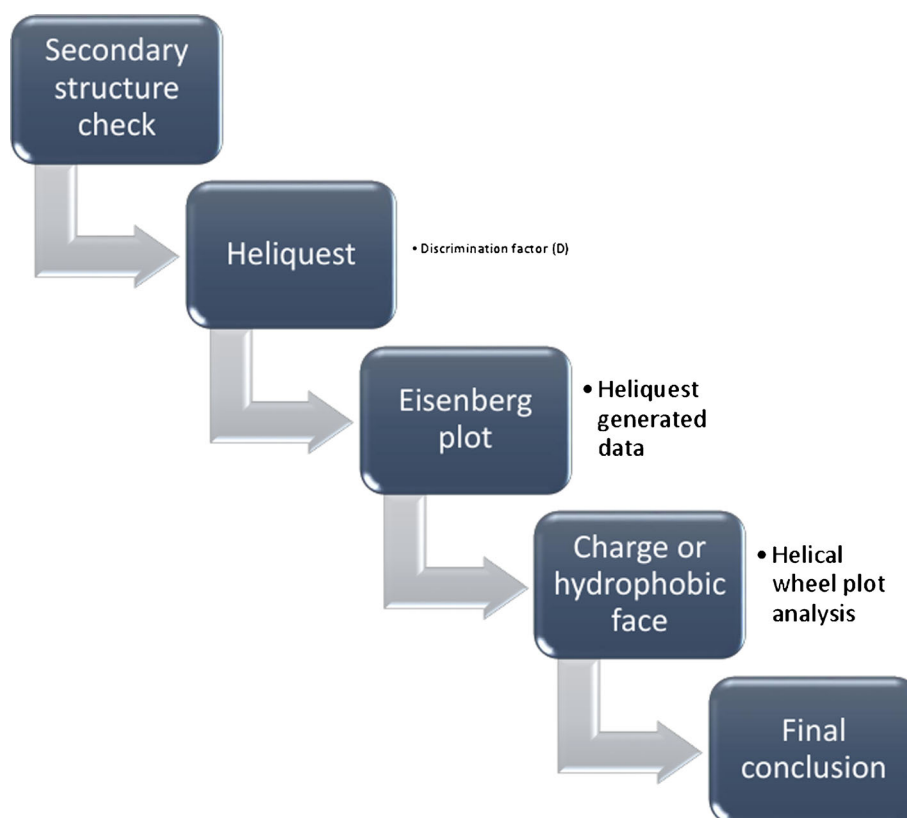 Secondary
structure
check
Heliquest
• Discrimination factor (D)
Eisenberg
plot
• Heliquest
generated
data
Charge or
hydrophobic
face
• Helical
wheel plot
analysis
Final
conclusion